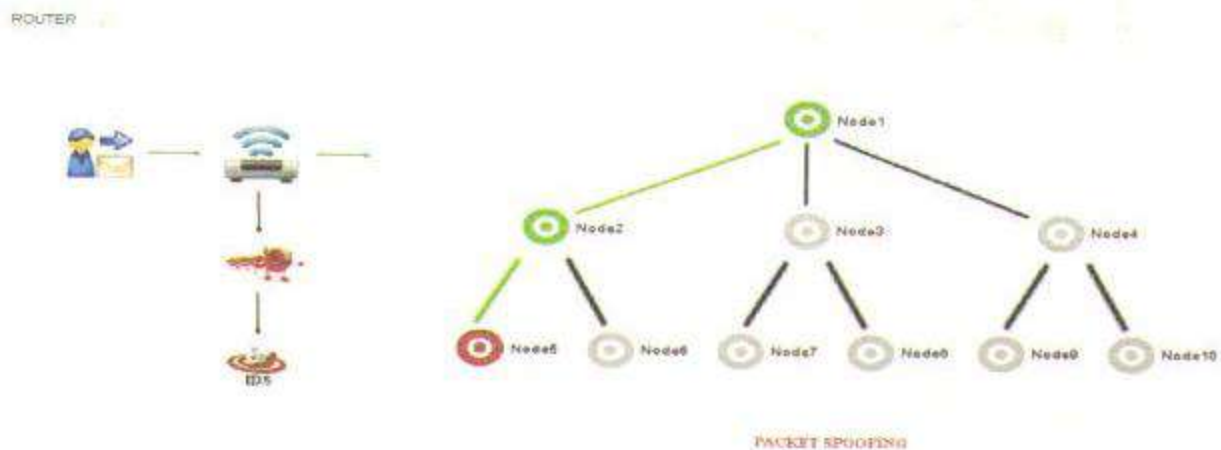 ROUTER
Node1
Node2
Node3
Node4
Node5
Node6
Node7
Node8
Node9
Node10
IDS
PACKET SPOOFING